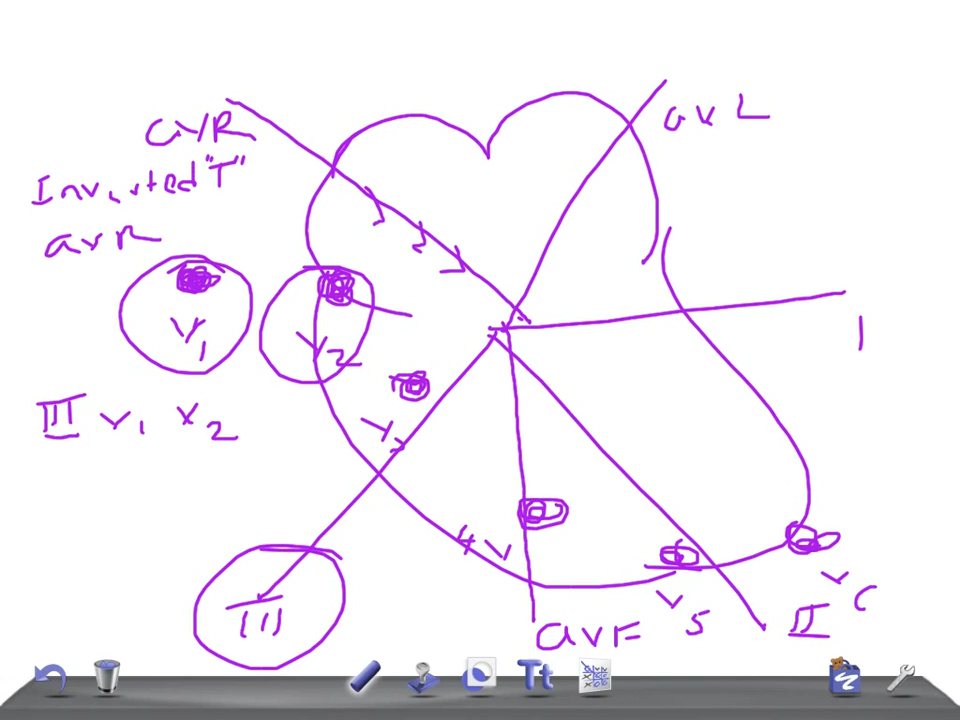 aVR
aVL
Inverted "T"
aVR
V1
V2
I
III V1 V2
V3
V4
III
aVF
V5
II
V6
Tt